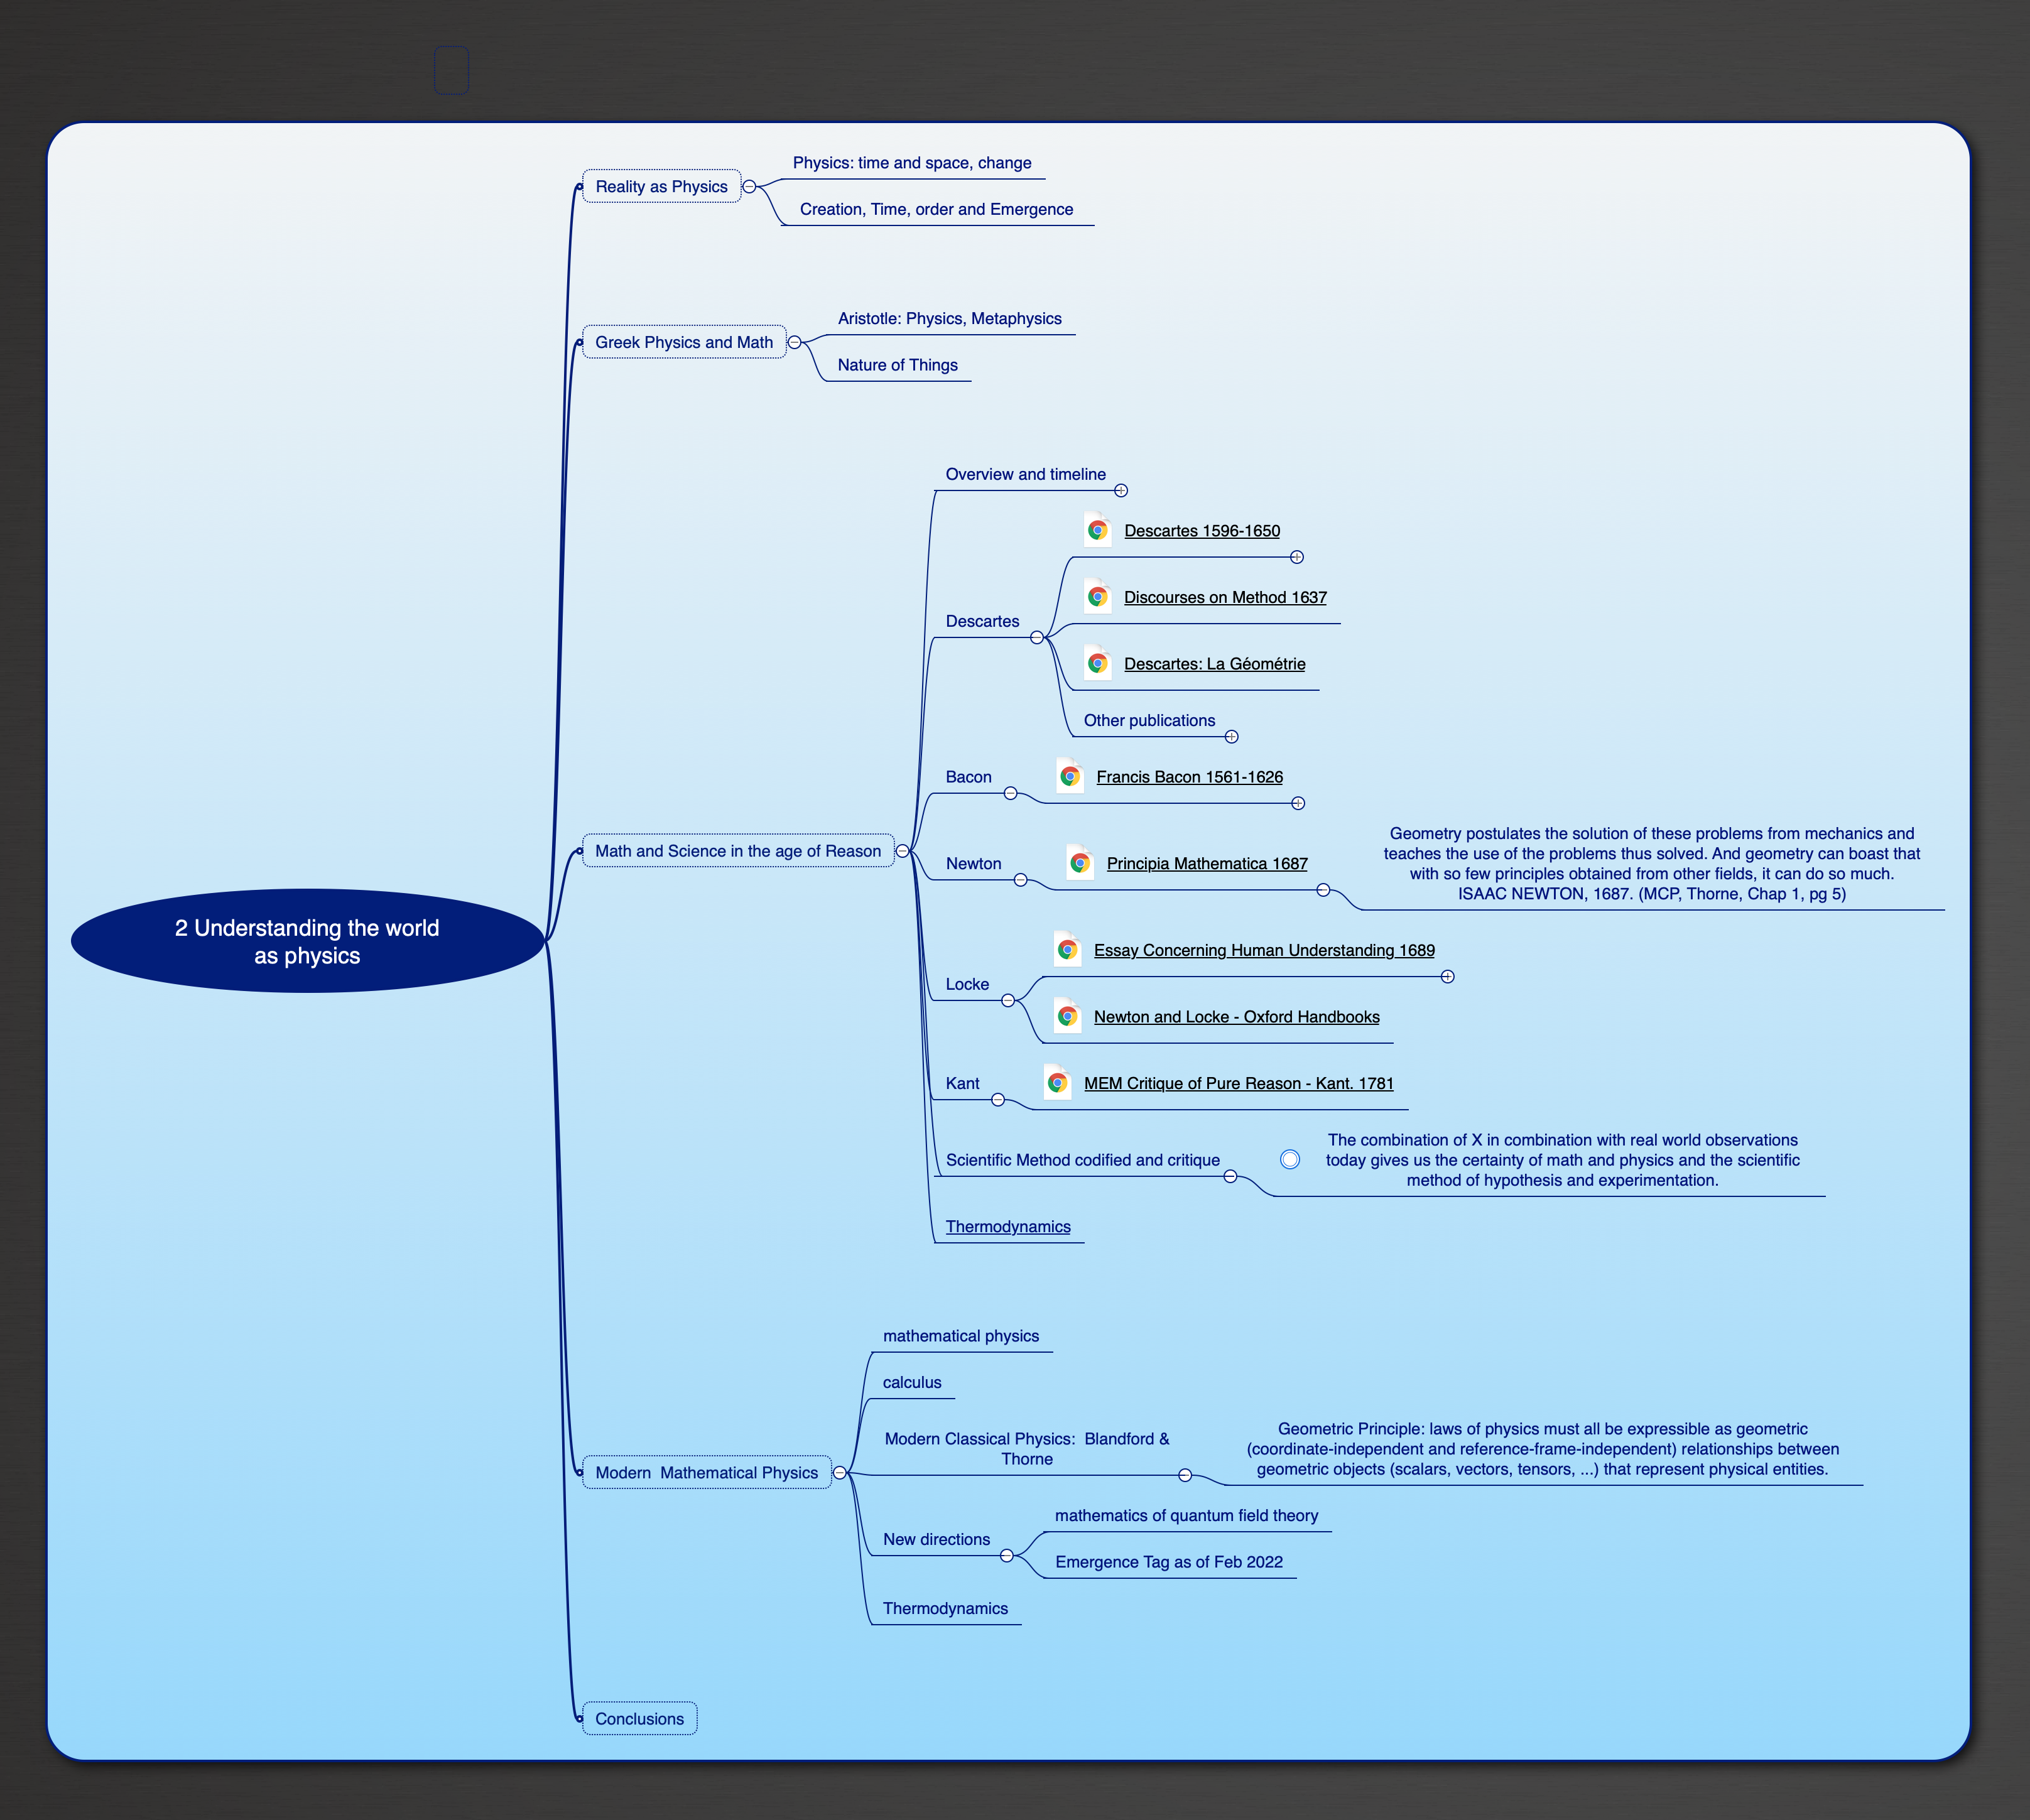 Physics: time and space, change
Reality as Physics
Creation, Time, order and Emergence
Aristotle: Physics, Metaphysics
Greek Physics and Math
Nature of Things
Overview and timeline
Descartes 1596-1650
Discourses on Method 1637
Descartes
Descartes: La Géométrie
Other publications
Bacon
Francis Bacon 1561-1626
Math and Science in the age of Reason
Newton
Principia Mathematica 1687
Geometry postulates the solution of these problems from mechanics and
teaches the use of the problems thus solved. And geometry can boast that
with so few principles obtained from other fields, it can do so much.
ISAAC NEWTON, 1687. (MCP, Thorne, Chap 1, pg 5)
2 Understanding the world
as physics
Essay Concerning Human Understanding 1689
Locke
Newton and Locke - Oxford Handbooks
Kant
MEM Critique of Pure Reason - Kant. 1781
Scientific Method codified and critique
The combination of X in combination with real world observations
today gives us the certainty of math and physics and the scientific
method of hypothesis and experimentation.
Thermodynamics
mathematical physics
calculus
Modern Classical Physics:  Blandford &
Thorne
Geometric Principle: laws of physics must all be expressible as geometric
(coordinate-independent and reference-frame-independent) relationships between
geometric objects (scalars, vectors, tensors, ...) that represent physical entities.
Modern  Mathematical Physics
mathematics of quantum field theory
New directions
Emergence Tag as of Feb 2022
Thermodynamics
Conclusions